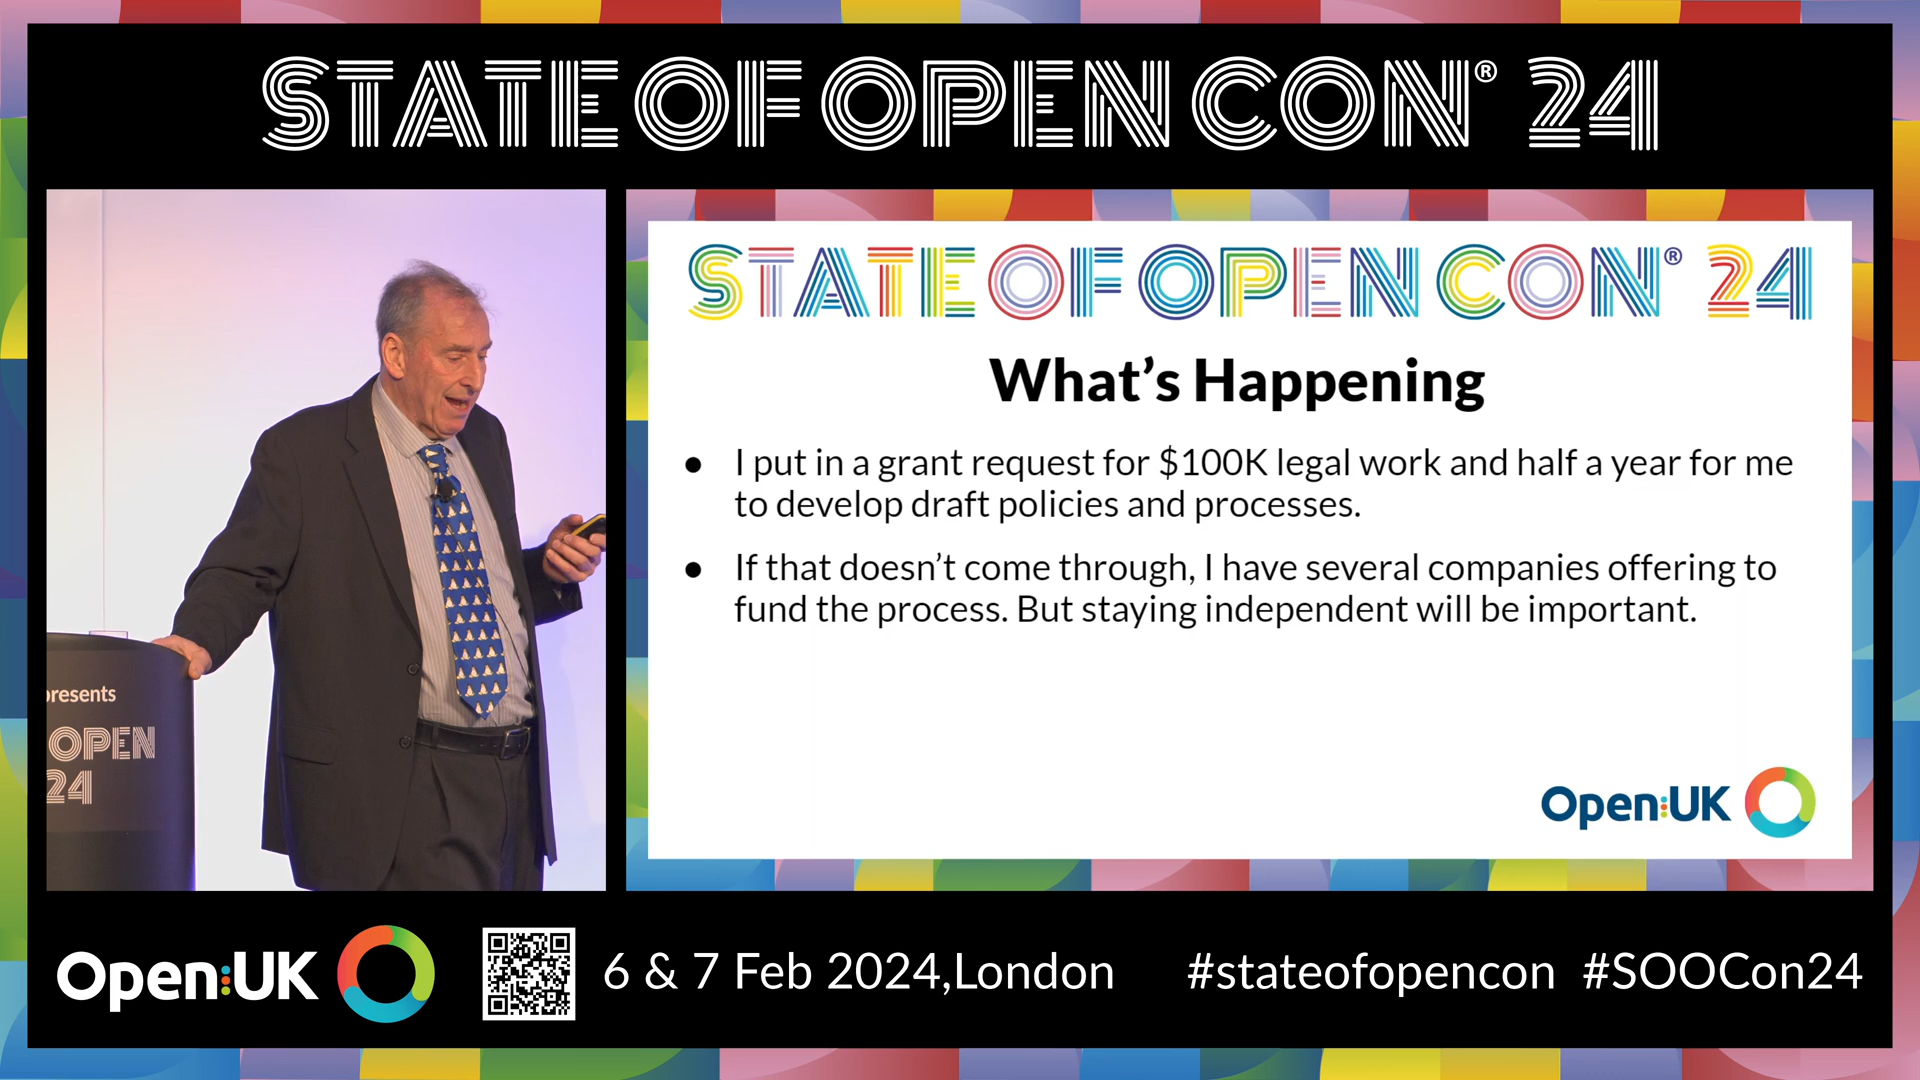 STATE OF OPEN CON® 24
STATE OF OPEN CON® 24
What's Happening
• I put in a grant request for $100K legal work and half a year for me
to develop draft policies and processes.
• If that doesn't come through, I have several companies offering to
fund the process. But staying independent will be important.
Open:UK
presents
OPEN
24
Open:UK
6 & 7 Feb 2024,London
#stateofopencon #SOOCon24